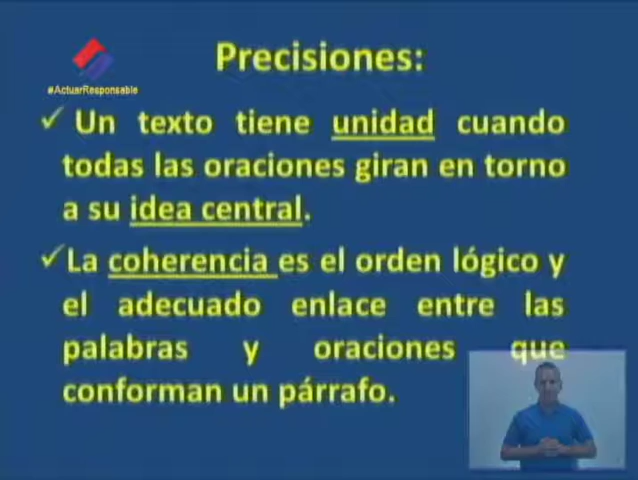 Precisiones:
#ActuarResponsable
✓ Un texto tiene unidad cuando
todas las oraciones giran en torno
a su idea central.
✓La coherencia es el orden lógico y
el adecuado enlace entre las
palabras y oraciones que
conforman un párrafo.